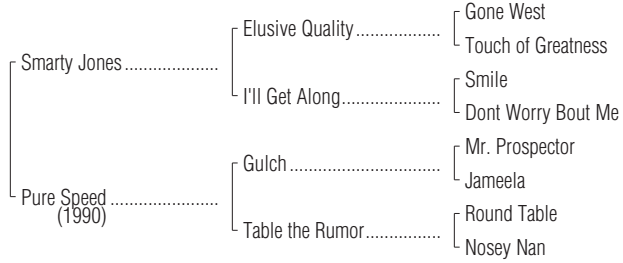 Gone West
Elusive Quality ..................
Touch of Greatness
Smarty Jones ....................
Smile
I'll Get Along.....................
Dont Worry Bout Me
Mr. Prospector
Gulch ................................
Jameela
Pure Speed .......................
(1990)
Round Table
Table the Rumor................
Nosey Nan